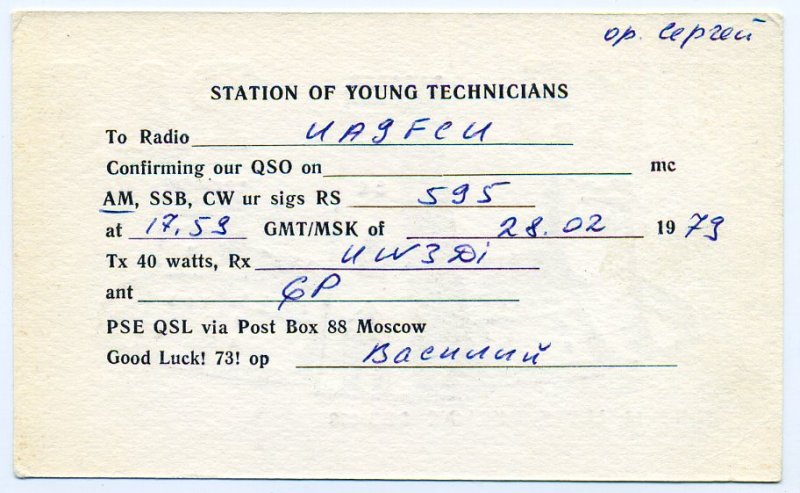 ор. Сергей
STATION OF YOUNG TECHNICIANS
To Radio UA9FCU
Confirming our QSO on mc
AM, SSB, CW ur sigs RS 595
at 17.59 GMT/MSK of 28.02 1979
Tx 40 watts, Rx UW3Di
ant GP
PSE QSL via Post Box 88 Moscow
Good Luck! 73! op Василий